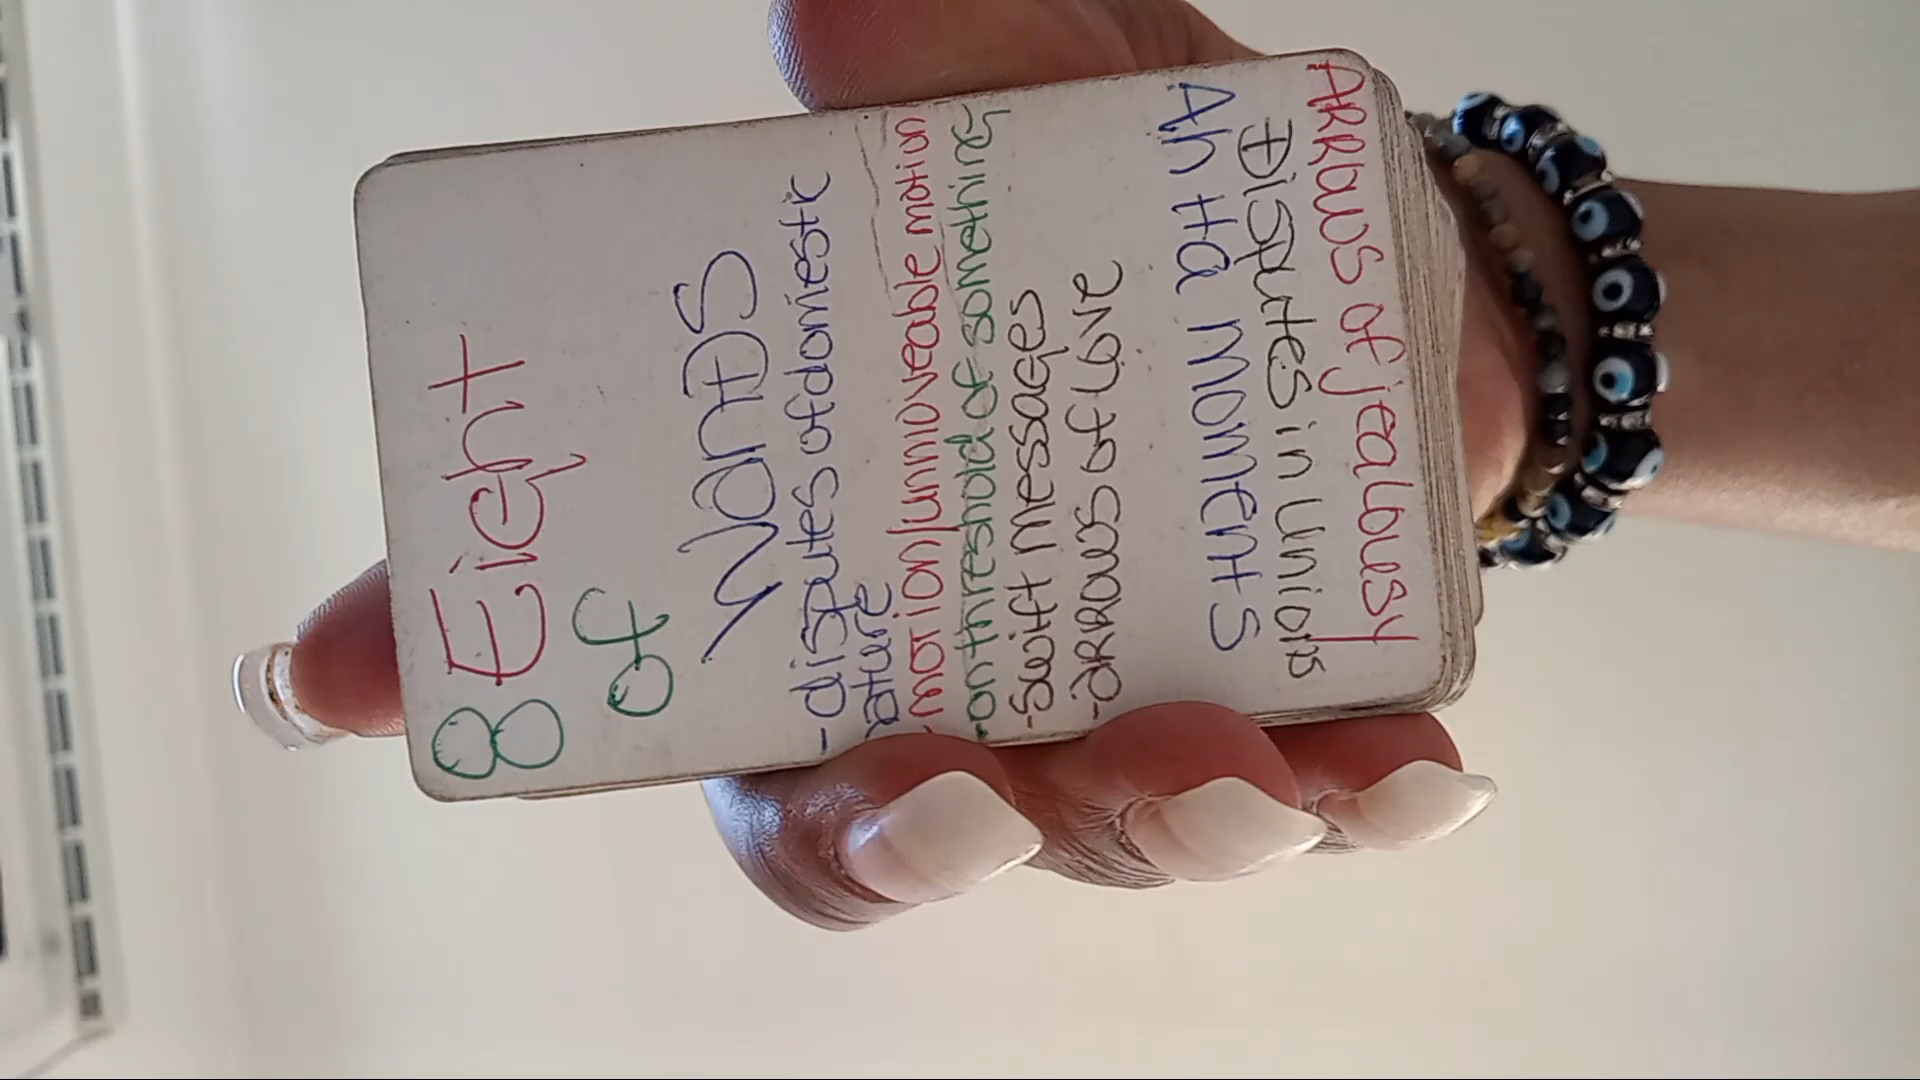 8 Eight
of
Wands
-disputes of domestic
nature
-motion/unmoveable motion
-on threshold of something
-swift messages
-arrows of love
Ah Ha moments
Disputes in Unions
Arrows of jealousy